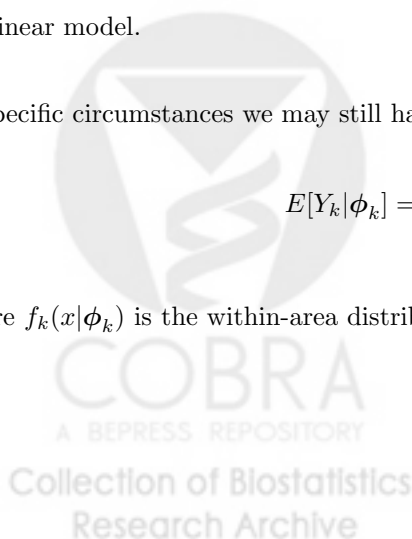 inear model.
pecific circumstances we may still ha
E[Y_k|ϕ_k] =
re f_k(x|ϕ_k) is the within-area distrib
COBRA
A BEPRESS REPOSITORY
Collection of Biostatistics
Research Archive